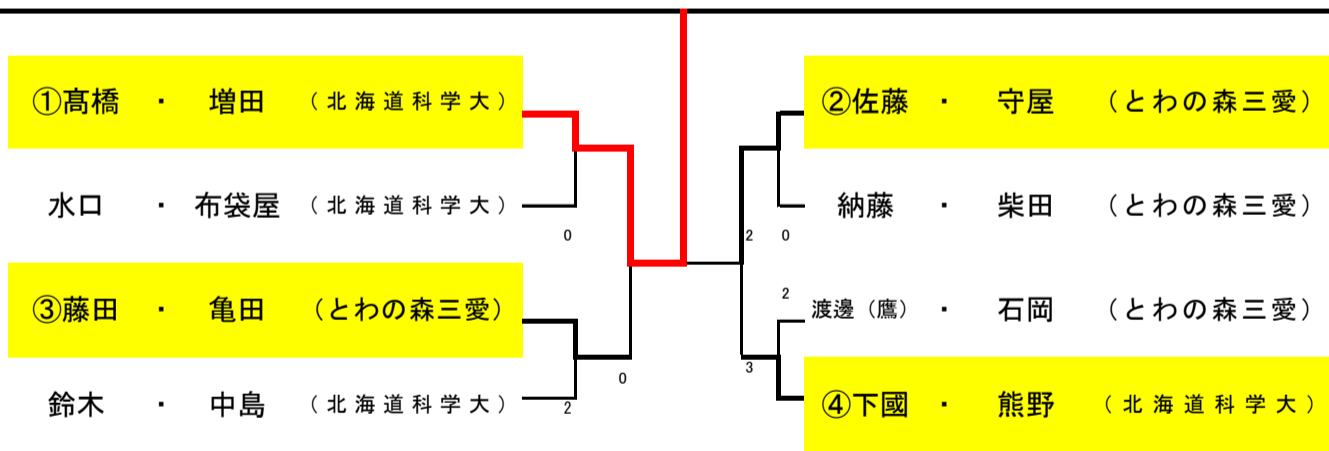 ①髙橋 ・ 増田 （北海道科学大）
水口 ・ 布袋屋 （北海道科学大）
0
③藤田 ・ 亀田 （とわの森三愛）
0
鈴木 ・ 中島 （北海道科学大）
2
②佐藤 ・ 守屋 （とわの森三愛）
納藤 ・ 柴田 （とわの森三愛）
2 0
2
渡邊（鷹） ・ 石岡 （とわの森三愛）
3
④下國 ・ 熊野 （北海道科学大）